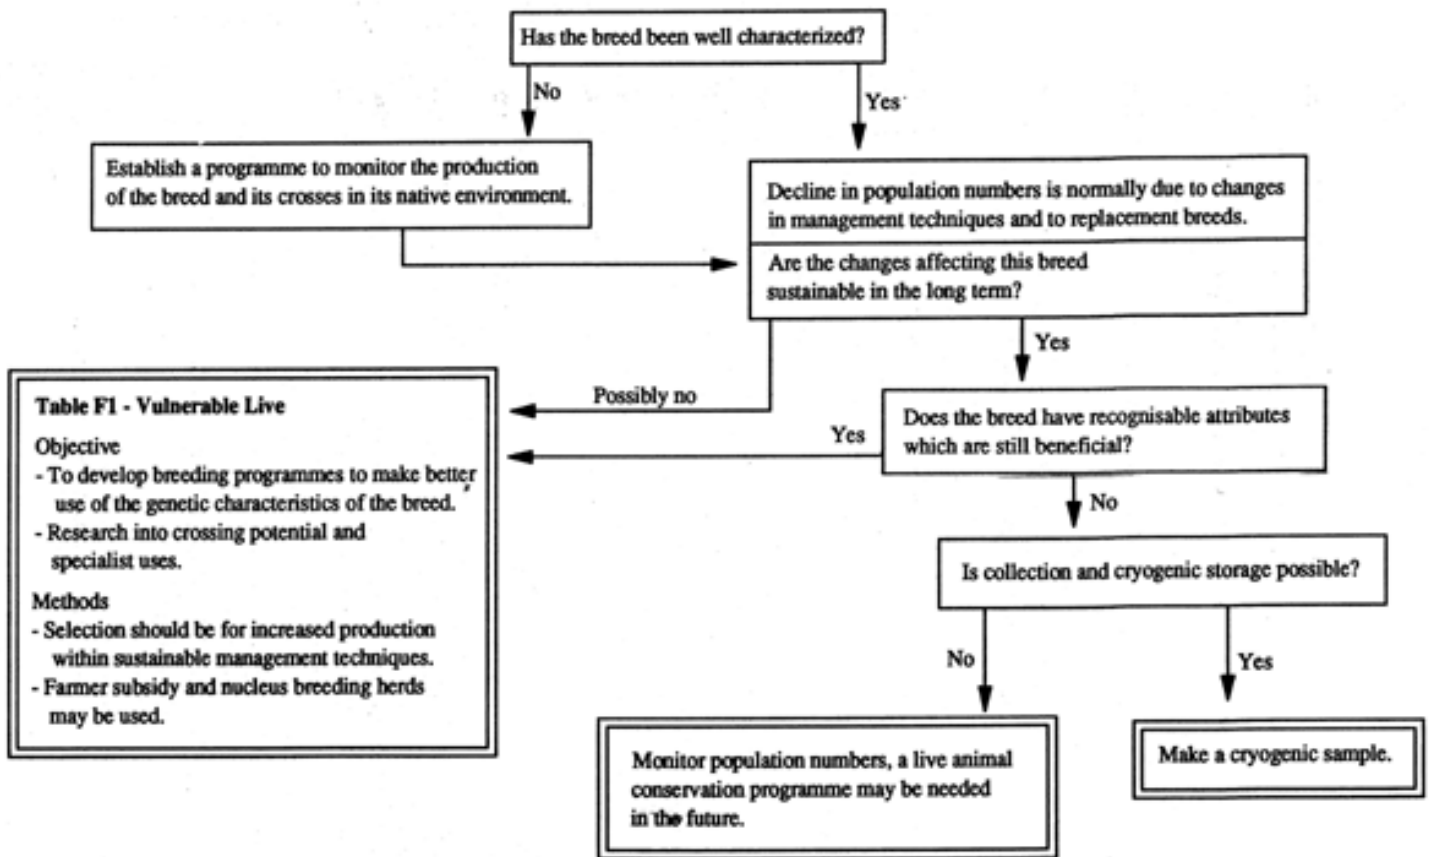 Has the breed been well characterized?
No
Yes
Establish a programme to monitor the production
of the breed and its crosses in its native environment.
Decline in population numbers is normally due to changes
in management techniques and to replacement breeds.
Are the changes affecting this breed
sustainable in the long term?
Yes
Possibly no
Table F1 - Vulnerable Live
Objective
- To develop breeding programmes to make better
use of the genetic characteristics of the breed.
- Research into crossing potential and
specialist uses.
Methods
- Selection should be for increased production
within sustainable management techniques.
- Farmer subsidy and nucleus breeding herds
may be used.
Does the breed have recognisable attributes
which are still beneficial?
Yes
No
Is collection and cryogenic storage possible?
No
Yes
Monitor population numbers, a live animal
conservation programme may be needed
in the future.
Make a cryogenic sample.